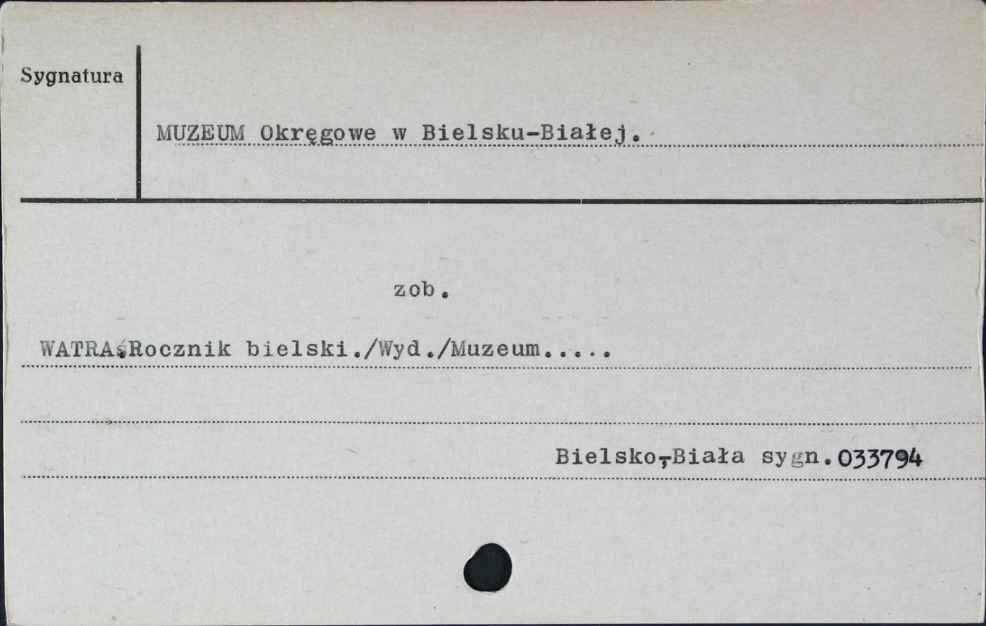 Sygnatura
MUZEUM Okręgowe w Bielsku-Białej.
zob.
WATRA.Rocznik bielski./Wyd./Muzeum.....
Bielsko-Biała sygn. 033794